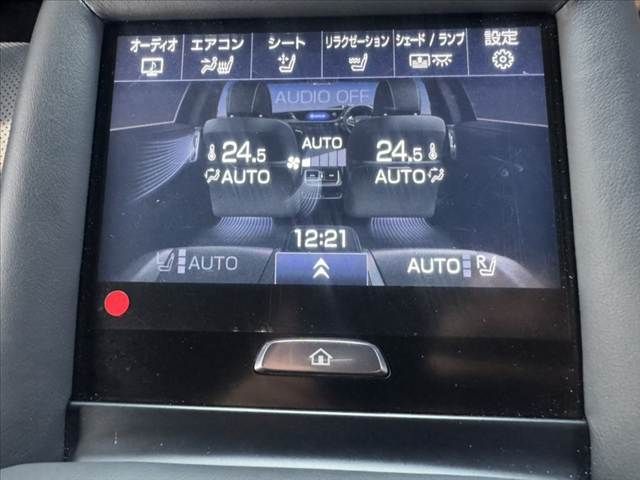 オーディオ エアコン シート リラクゼーション シェード / ランプ 設定
AUDIO OFF
AUTO
24.5 24.5
AUTO AUTO
12:21
AUTO AUTO R